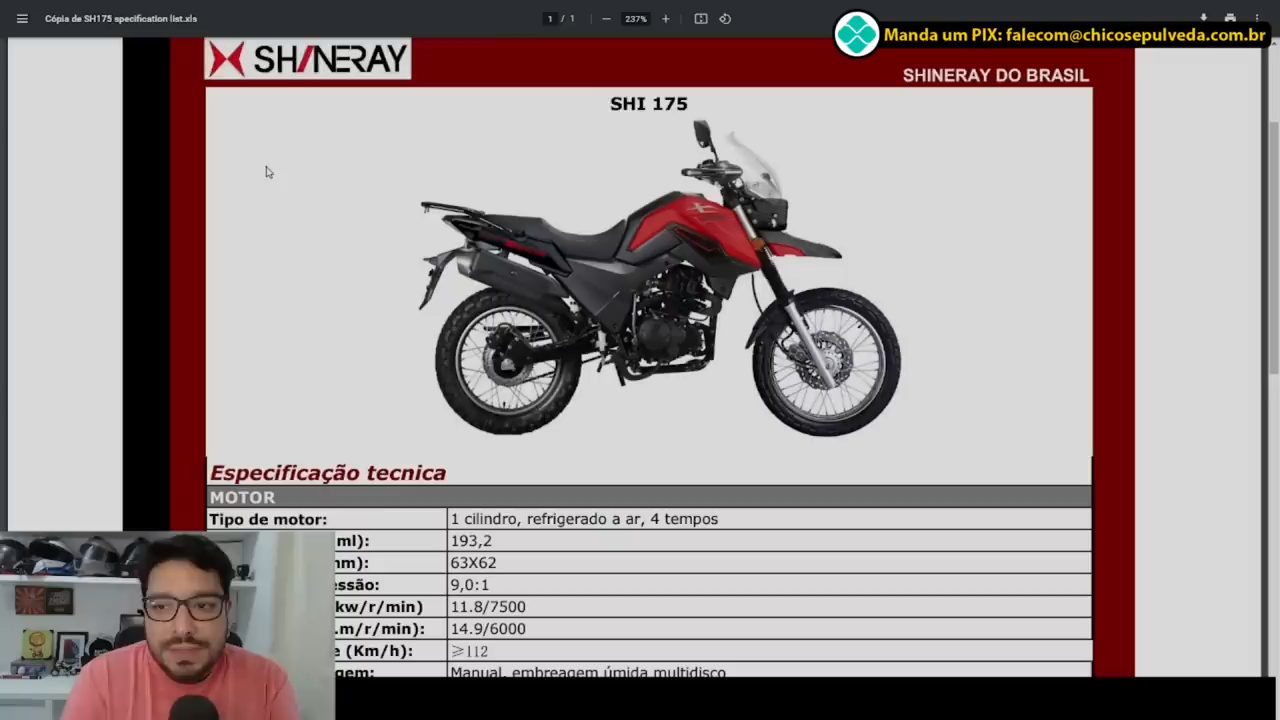 Cópia de SH175 specification list.xls
1 / 1
237%
Manda um PIX: falecom@chicosepulveda.com.br
SHINERAY
SHINERAY DO BRASIL
SHI 175
Especificação tecnica
MOTOR
Tipo de motor: 1 cilindro, refrigerado a ar, 4 tempos
ml): 193,2
m): 63X62
essão: 9,0:1
kw/r/min) 11.8/7500
.m/r/min): 14.9/6000
e (Km/h): ≥112
gem: Manual, embreagem úmida multidisco